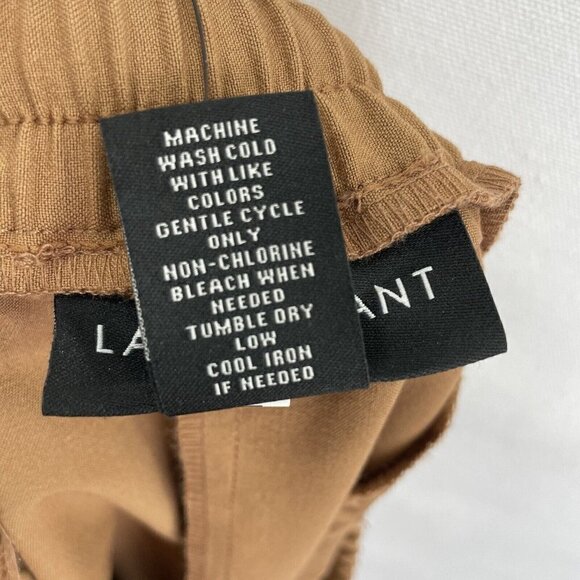 MACHINE
WASH COLD
WITH LIKE
COLORS
GENTLE CYCLE
ONLY
NON-CHLORINE
BLEACH WHEN
NEEDED
TUMBLE DRY
LOW
COOL IRON
IF NEEDED